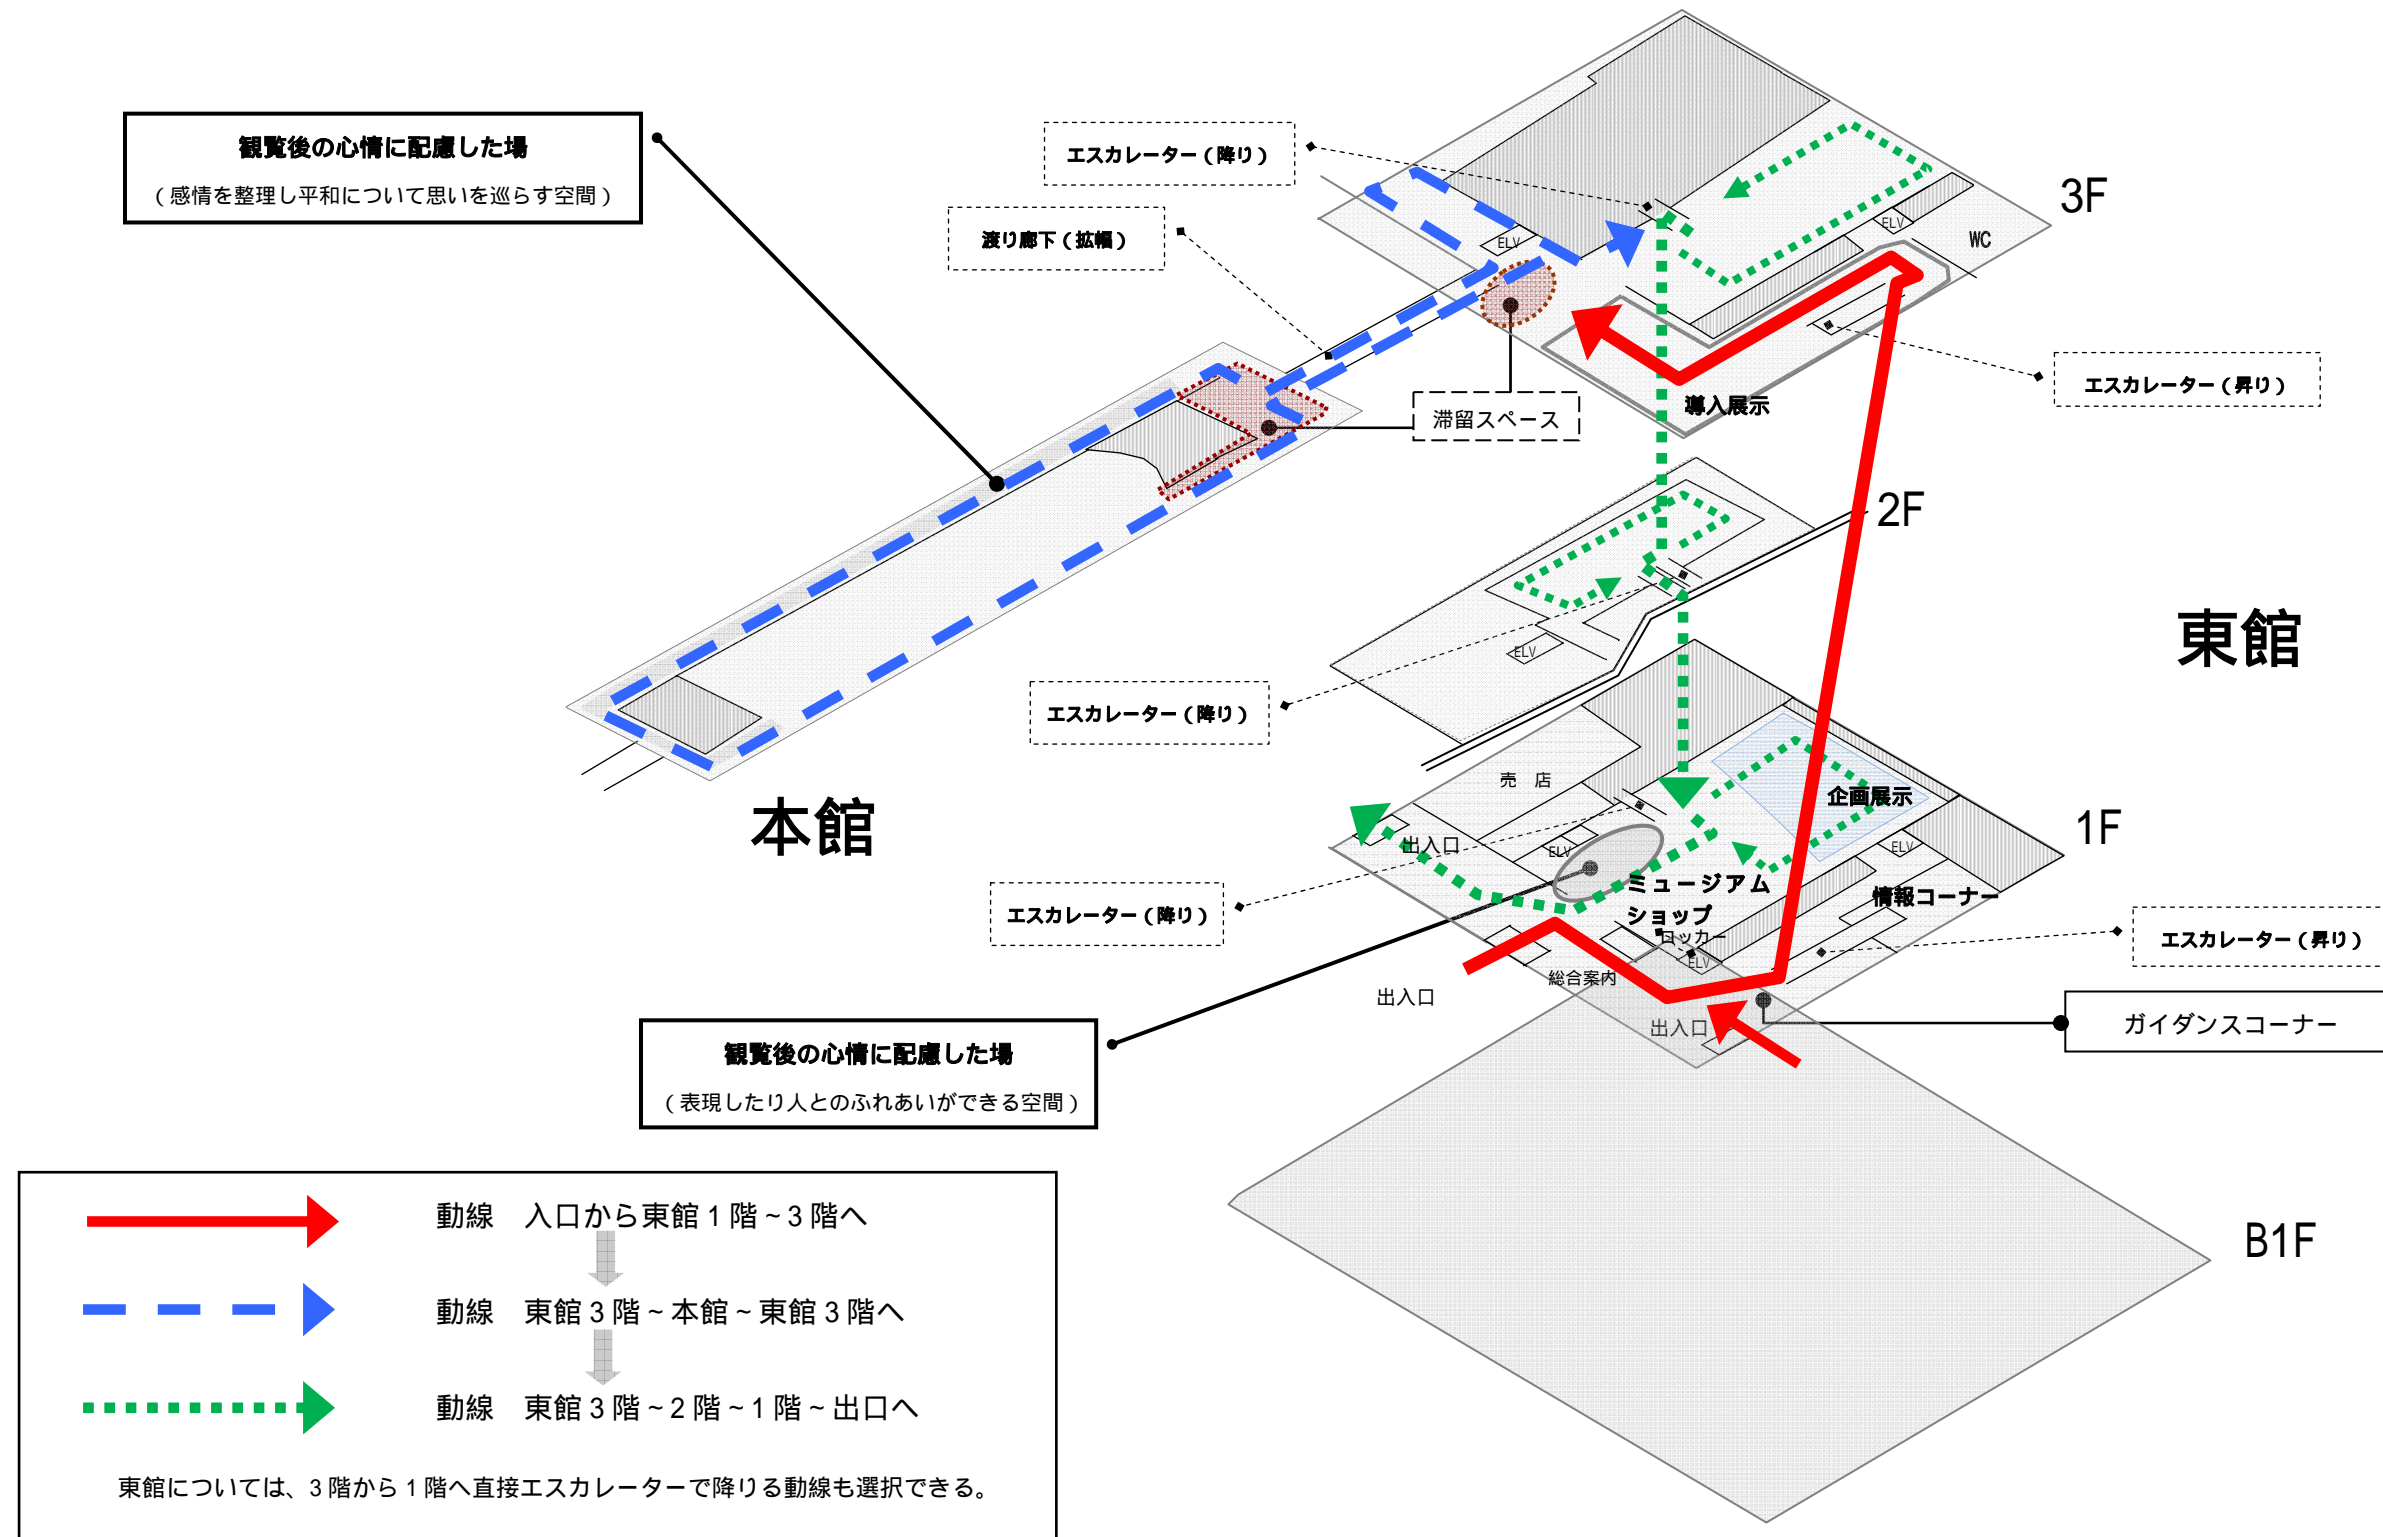 観覧後の心情に配慮した場
（感情を整理し平和について思いを巡らす空間）
エスカレーター（降り）
渡り廊下（拡幅）
ELV
ELV
WC
3F
エスカレーター（昇り）
導入展示
滞留スペース
2F
ELV
エスカレーター（降り）
東館
本館
売　店
企画展示
1F
出入口
ELV
ELV
ミュージアム
ショップ
情報コーナー
ロッカー
エスカレーター（降り）
エスカレーター（昇り）
ELV
総合案内
出入口
出入口
ガイダンスコーナー
観覧後の心情に配慮した場
（表現したり人とのふれあいができる空間）
B1F
動線　入口から東館１階～３階へ
動線　東館３階～本館～東館３階へ
動線　東館３階～２階～１階～出口へ
東館については、３階から１階へ直接エスカレーターで降りる動線も選択できる。